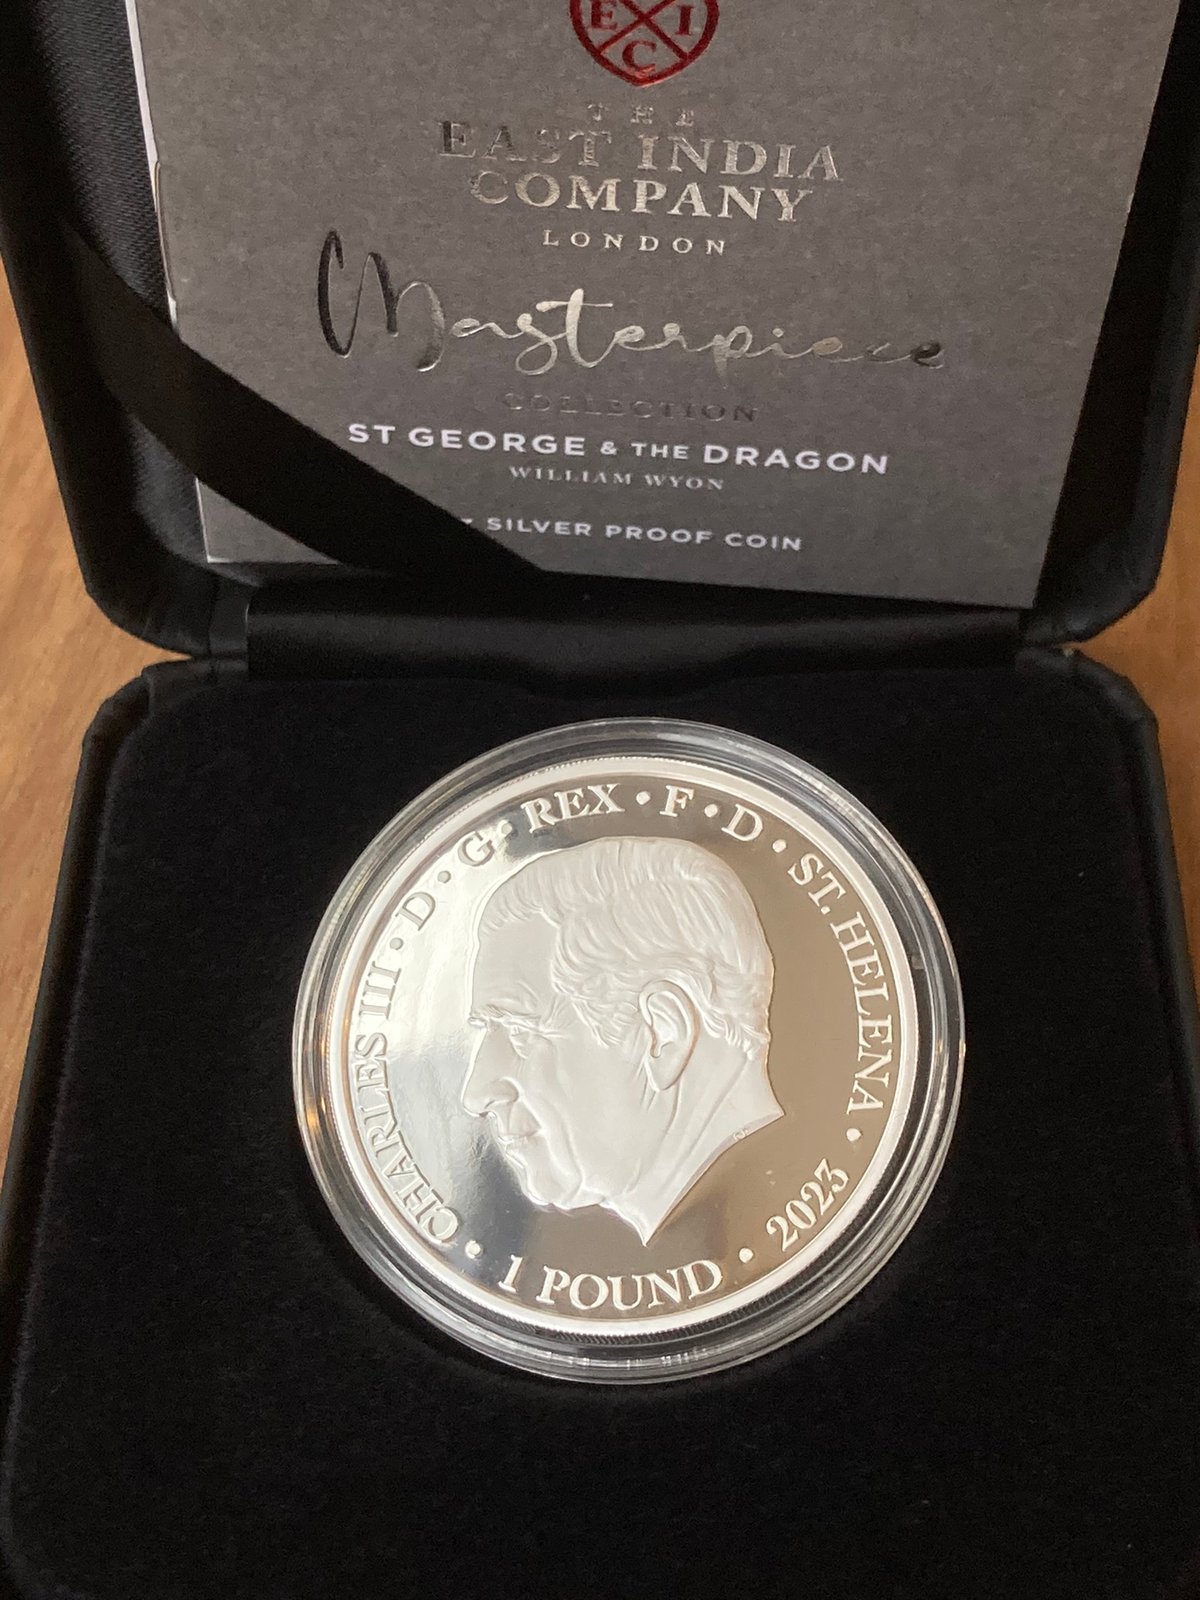 E I C
THE
EAST INDIA
COMPANY
LONDON
Masterpiece
COLLECTION
ST GEORGE & THE DRAGON
WILLIAM WYON
SILVER PROOF COIN
CHARLES III · D · G · REX · F · D · ST. HELENA · 2023 · 1 POUND ·